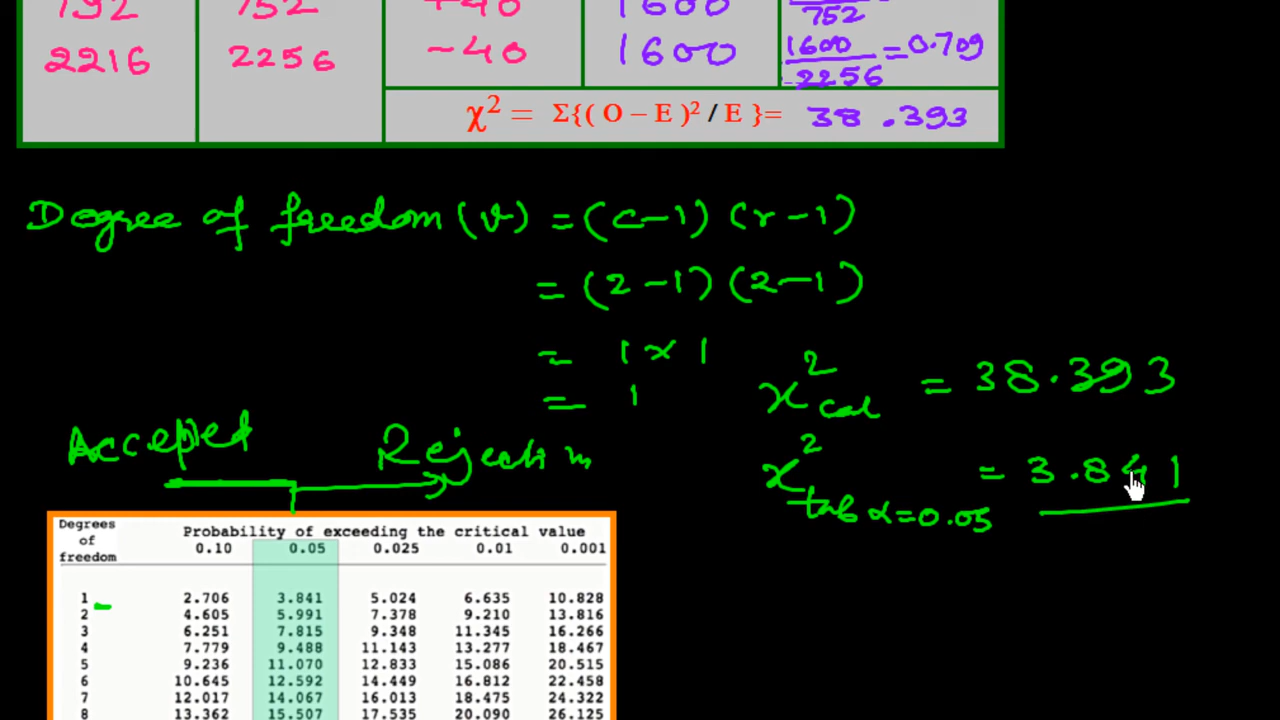 792 752 +40 1600 752
2216 2256 -40 1600 1600/2256 = 0.709
χ² = Σ{( O – E )² / E }= 38.393
Degree of freedom (v) = (c-1) (r-1)
= (2-1) (2-1)
= 1 × 1
= 1
x² cal = 38.393
x² tab α=0.05 = 3.841
Accepted Rejection
Degrees of freedom
Probability of exceeding the critical value
0.10 0.05 0.025 0.01 0.001
1 2.706 3.841 5.024 6.635 10.828
2 4.605 5.991 7.378 9.210 13.816
3 6.251 7.815 9.348 11.345 16.266
4 7.779 9.488 11.143 13.277 18.467
5 9.236 11.070 12.833 15.086 20.515
6 10.645 12.592 14.449 16.812 22.458
7 12.017 14.067 16.013 18.475 24.322
8 13.362 15.507 17.535 20.090 26.125